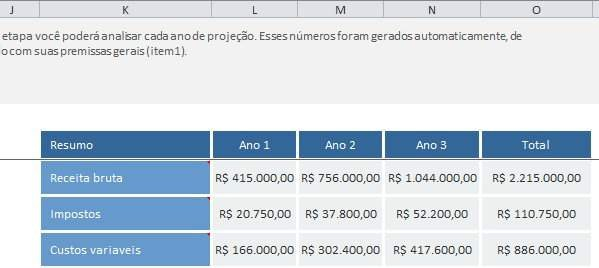 J K L M N O
etapa você poderá analisar cada ano de projeção. Esses números foram gerados automaticamente, de
o com suas premissas gerais (item1).
Resumo Ano 1 Ano 2 Ano 3 Total
Receita bruta R$ 415.000,00 R$ 756.000,00 R$ 1.044.000,00 R$ 2.215.000,00
Impostos R$ 20.750,00 R$ 37.800,00 R$ 52.200,00 R$ 110.750,00
Custos variaveis R$ 166.000,00 R$ 302.400,00 R$ 417.600,00 R$ 886.000,00